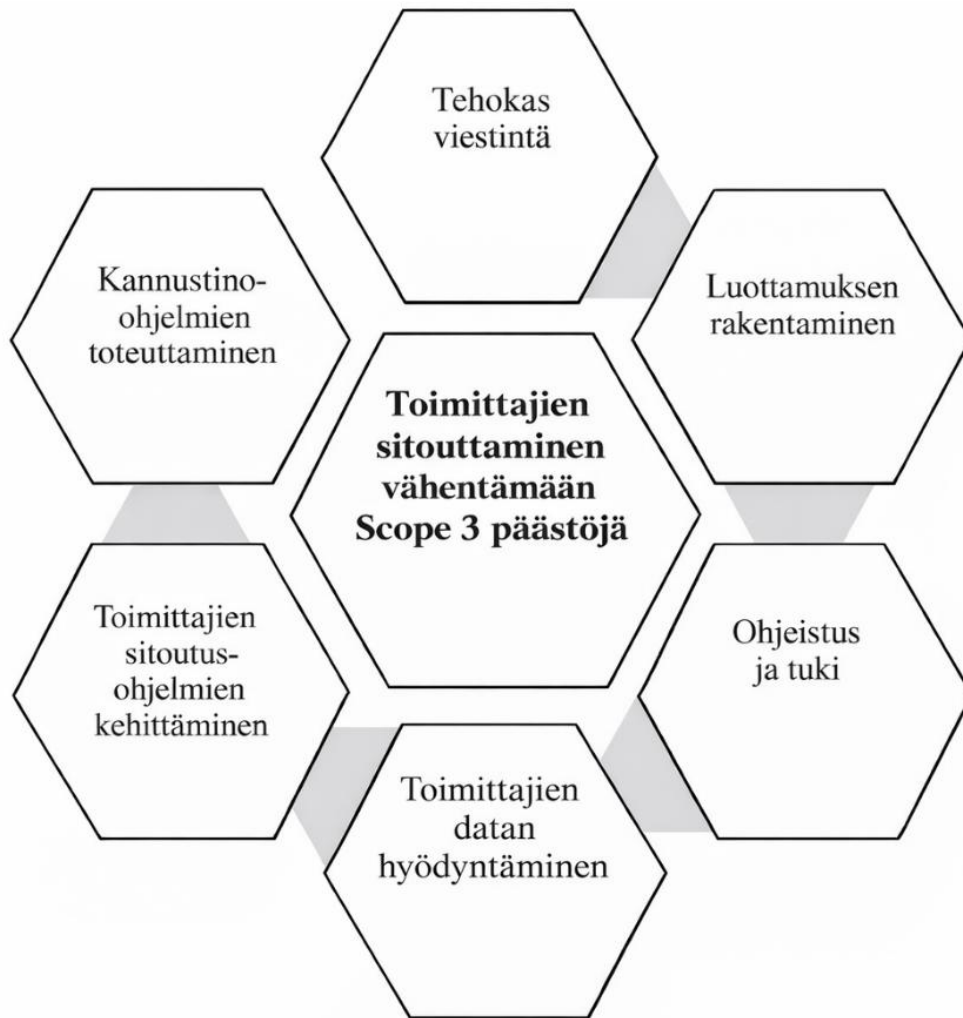 Tehokas
viestintä
Kannustino-
ohjelmien
toteuttaminen
Luottamuksen
rakentaminen
Toimittajien
sitouttaminen
vähentämään
Scope 3 päästöjä
Toimittajien
sitoutus-
ohjelmien
kehittäminen
Ohjeistus
ja tuki
Toimittajien
datan
hyödyntäminen